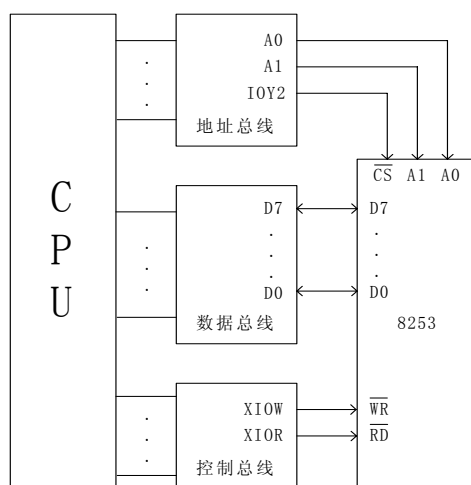 CPU
A0
A1
IOY2
地址总线
D7
.
.
.
D0
数据总线
XIOW
XIOR
控制总线
CS A1 A0
D7
.
.
.
D0
8253
WR
RD